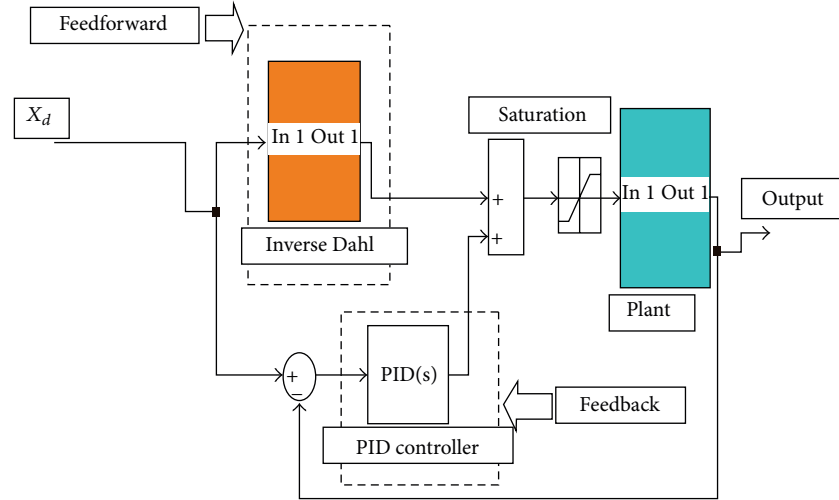 Feedforward
X_d
In 1 Out 1
Inverse Dahl
Saturation
+
+
In 1 Out 1
Output
Plant
+
−
PID(s)
PID controller
Feedback